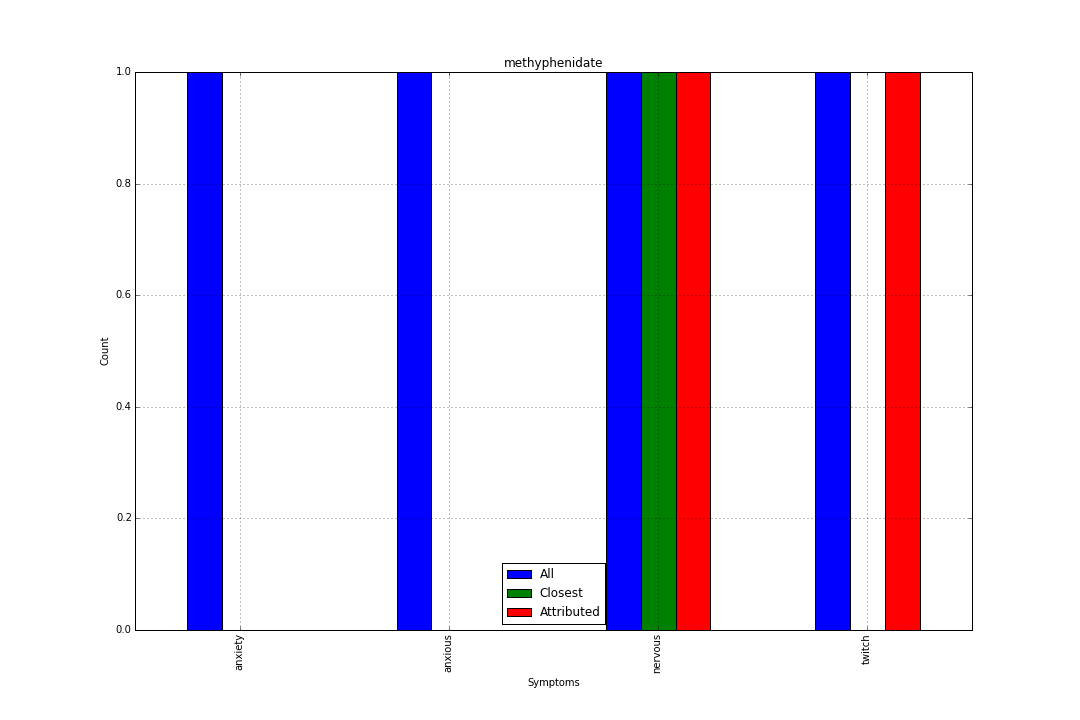 methyphenidate
1.0
0.8
0.6
0.4
0.2
0.0
Count
All
Closest
Attributed
anxiety
anxious
nervous
twitch
Symptoms